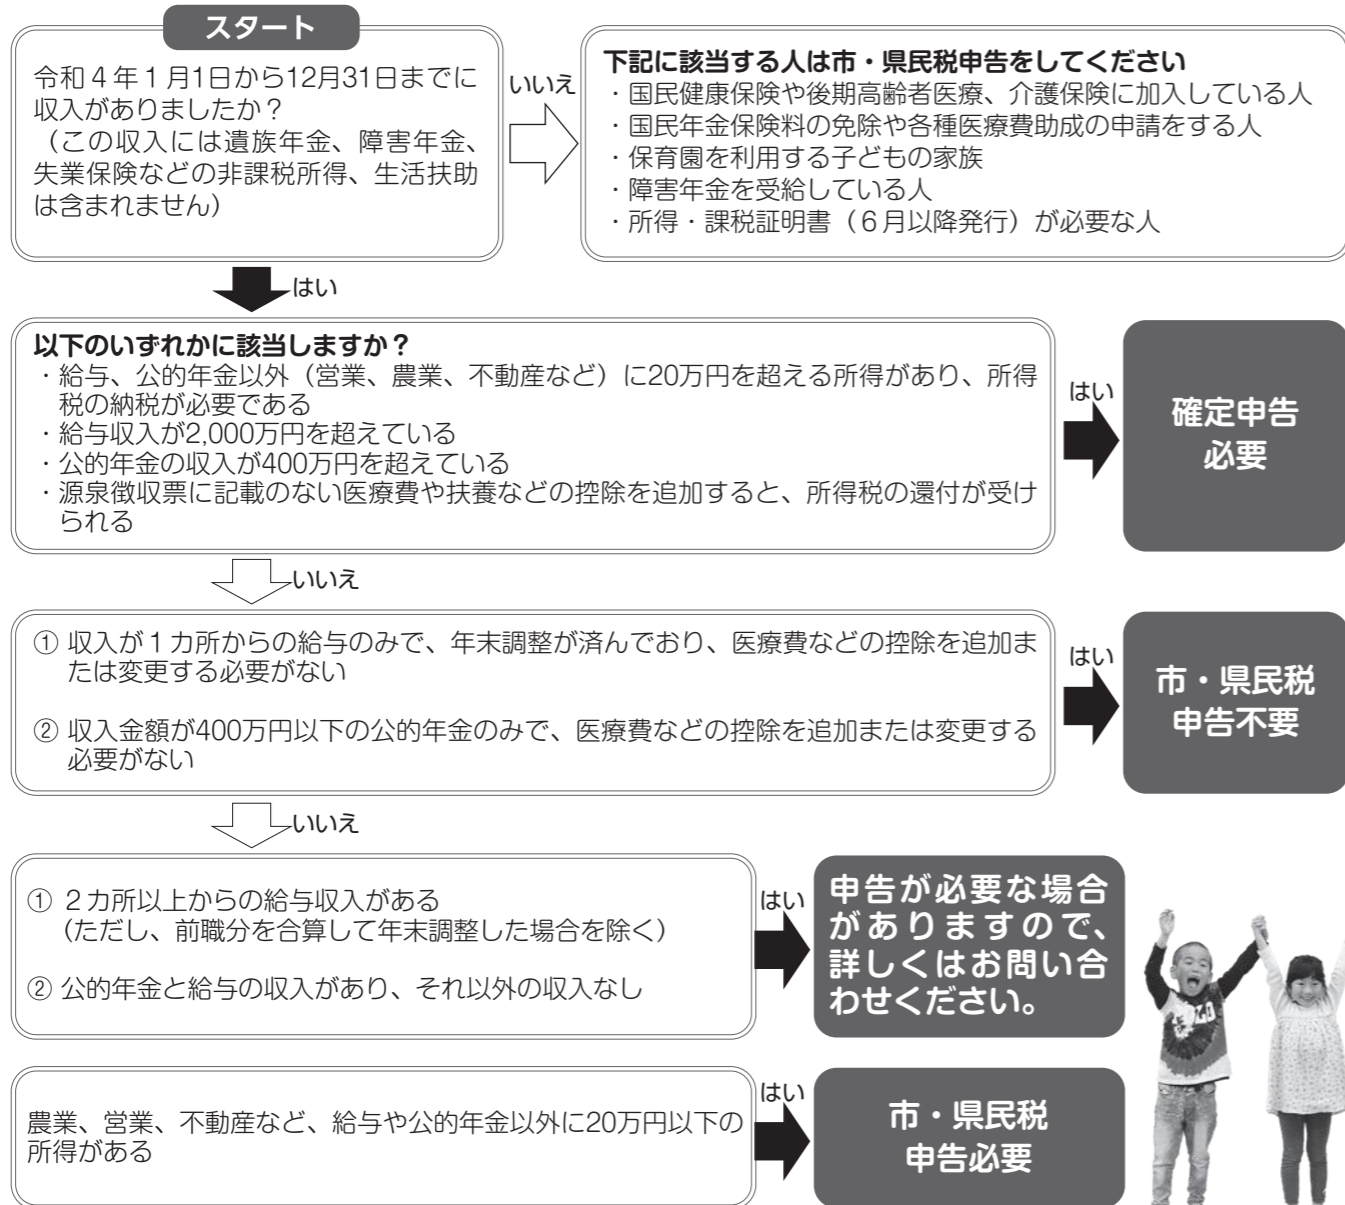 スタート
令和４年１月1日から12月31日までに
収入がありましたか？
（この収入には遺族年金、障害年金、
失業保険などの非課税所得、生活扶助
は含まれません）
いいえ
下記に該当する人は市・県民税申告をしてください
・国民健康保険や後期高齢者医療、介護保険に加入している人
・国民年金保険料の免除や各種医療費助成の申請をする人
・保育園を利用する子どもの家族
・障害年金を受給している人
・所得・課税証明書（６月以降発行）が必要な人
はい
以下のいずれかに該当しますか？
・給与、公的年金以外（営業、農業、不動産など）に20万円を超える所得があり、所得
税の納税が必要である
・給与収入が2,000万円を超えている
・公的年金の収入が400万円を超えている
・源泉徴収票に記載のない医療費や扶養などの控除を追加すると、所得税の還付が受け
られる
はい
確定申告
必要
いいえ
① 収入が１カ所からの給与のみで、年末調整が済んでおり、医療費などの控除を追加ま
たは変更する必要がない
② 収入金額が400万円以下の公的年金のみで、医療費などの控除を追加または変更する
必要がない
はい
市・県民税
申告不要
いいえ
① ２カ所以上からの給与収入がある
（ただし、前職分を合算して年末調整した場合を除く）
② 公的年金と給与の収入があり、それ以外の収入なし
はい
申告が必要な場合
がありますので、
詳しくはお問い合
わせください。
農業、営業、不動産など、給与や公的年金以外に20万円以下の
所得がある
はい
市・県民税
申告必要